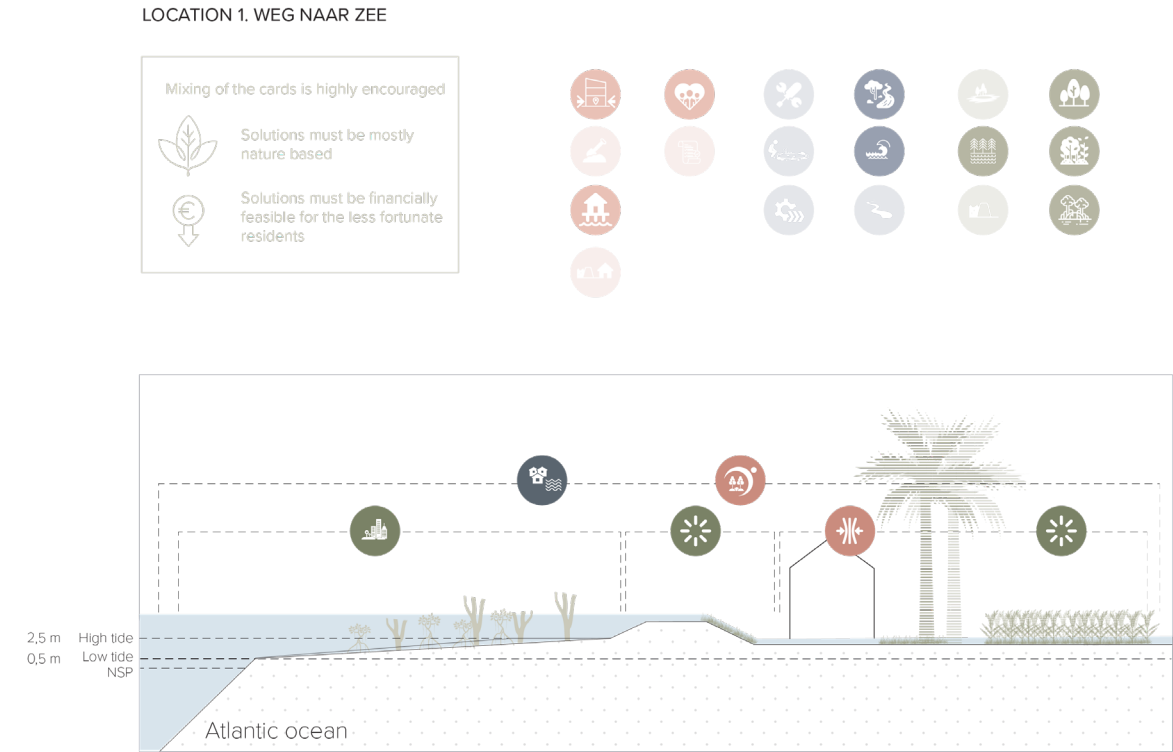 LOCATION 1. WEG NAAR ZEE
Mixing of the cards is highly encouraged
Solutions must be mostly
nature based
Solutions must be financially
feasible for the less fortunate
residents
2,5 m High tide
0,5 m Low tide
NSP
Atlantic ocean